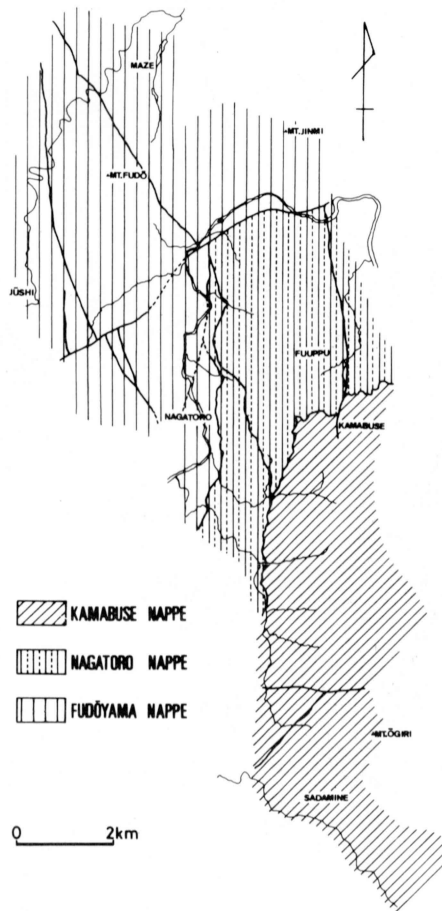 MAZE
MT.JINMI
MT.FUDŌ
JŪSHI
FUUPPU
NAGATORO
KAMABUSE
KAMABUSE NAPPE
NAGATORO NAPPE
FUDŌYAMA NAPPE
MT.ŌGIRI
SADAMINE
0 2km